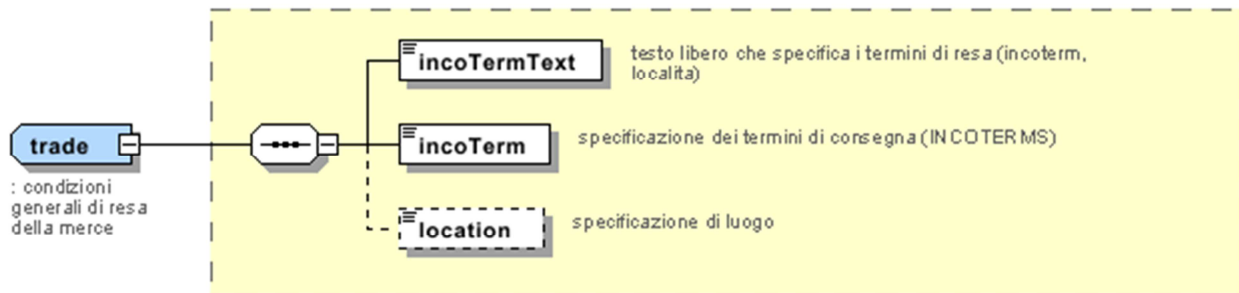 incoTermText
testo libero che specifica i termini di resa (incoterm,
localita)
trade
incoTerm
specificazione dei termini di consegna (INCOTERMS)
: condizioni
generali di resa
della merce
location
specificazione di luogo